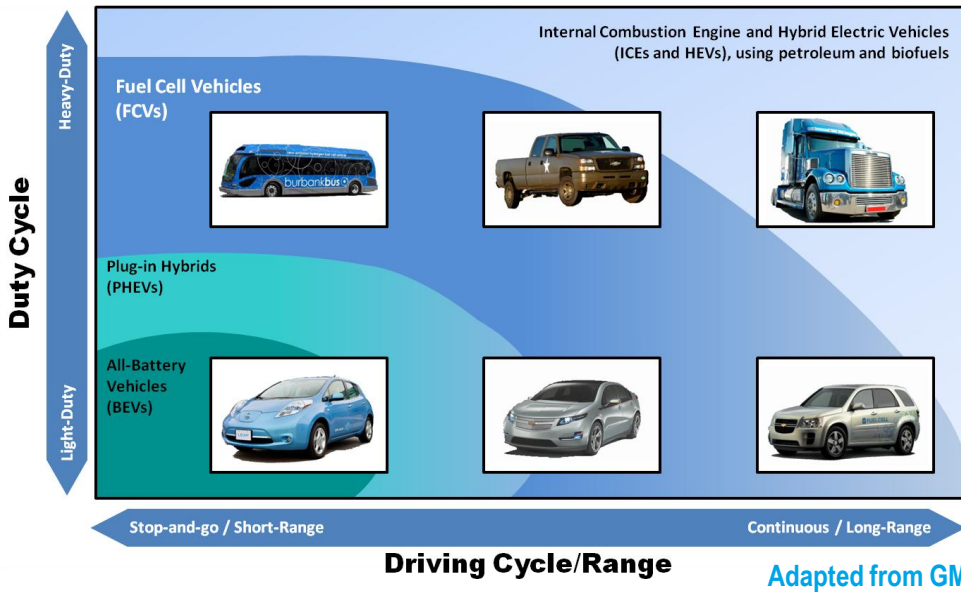 Internal Combustion Engine and Hybrid Electric Vehicles
(ICEs and HEVs), using petroleum and biofuels
Heavy-Duty
Fuel Cell Vehicles
(FCVs)
burbankbus
Duty Cycle
Plug-in Hybrids
(PHEVs)
All-Battery
Vehicles
(BEVs)
Light-Duty
FUEL CELL
Stop-and-go / Short-Range
Continuous / Long-Range
Driving Cycle/Range
Adapted from GM